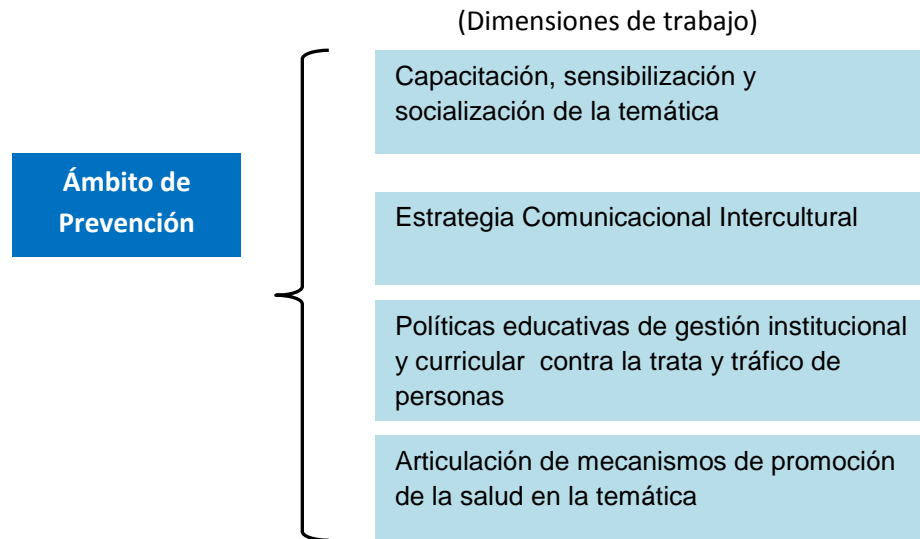 (Dimensiones de trabajo)
Capacitación, sensibilización y
socialización de la temática
Ámbito de
Prevención
Estrategia Comunicacional Intercultural
Políticas educativas de gestión institucional
y curricular  contra la trata y tráfico de
personas
Articulación de mecanismos de promoción
de la salud en la temática